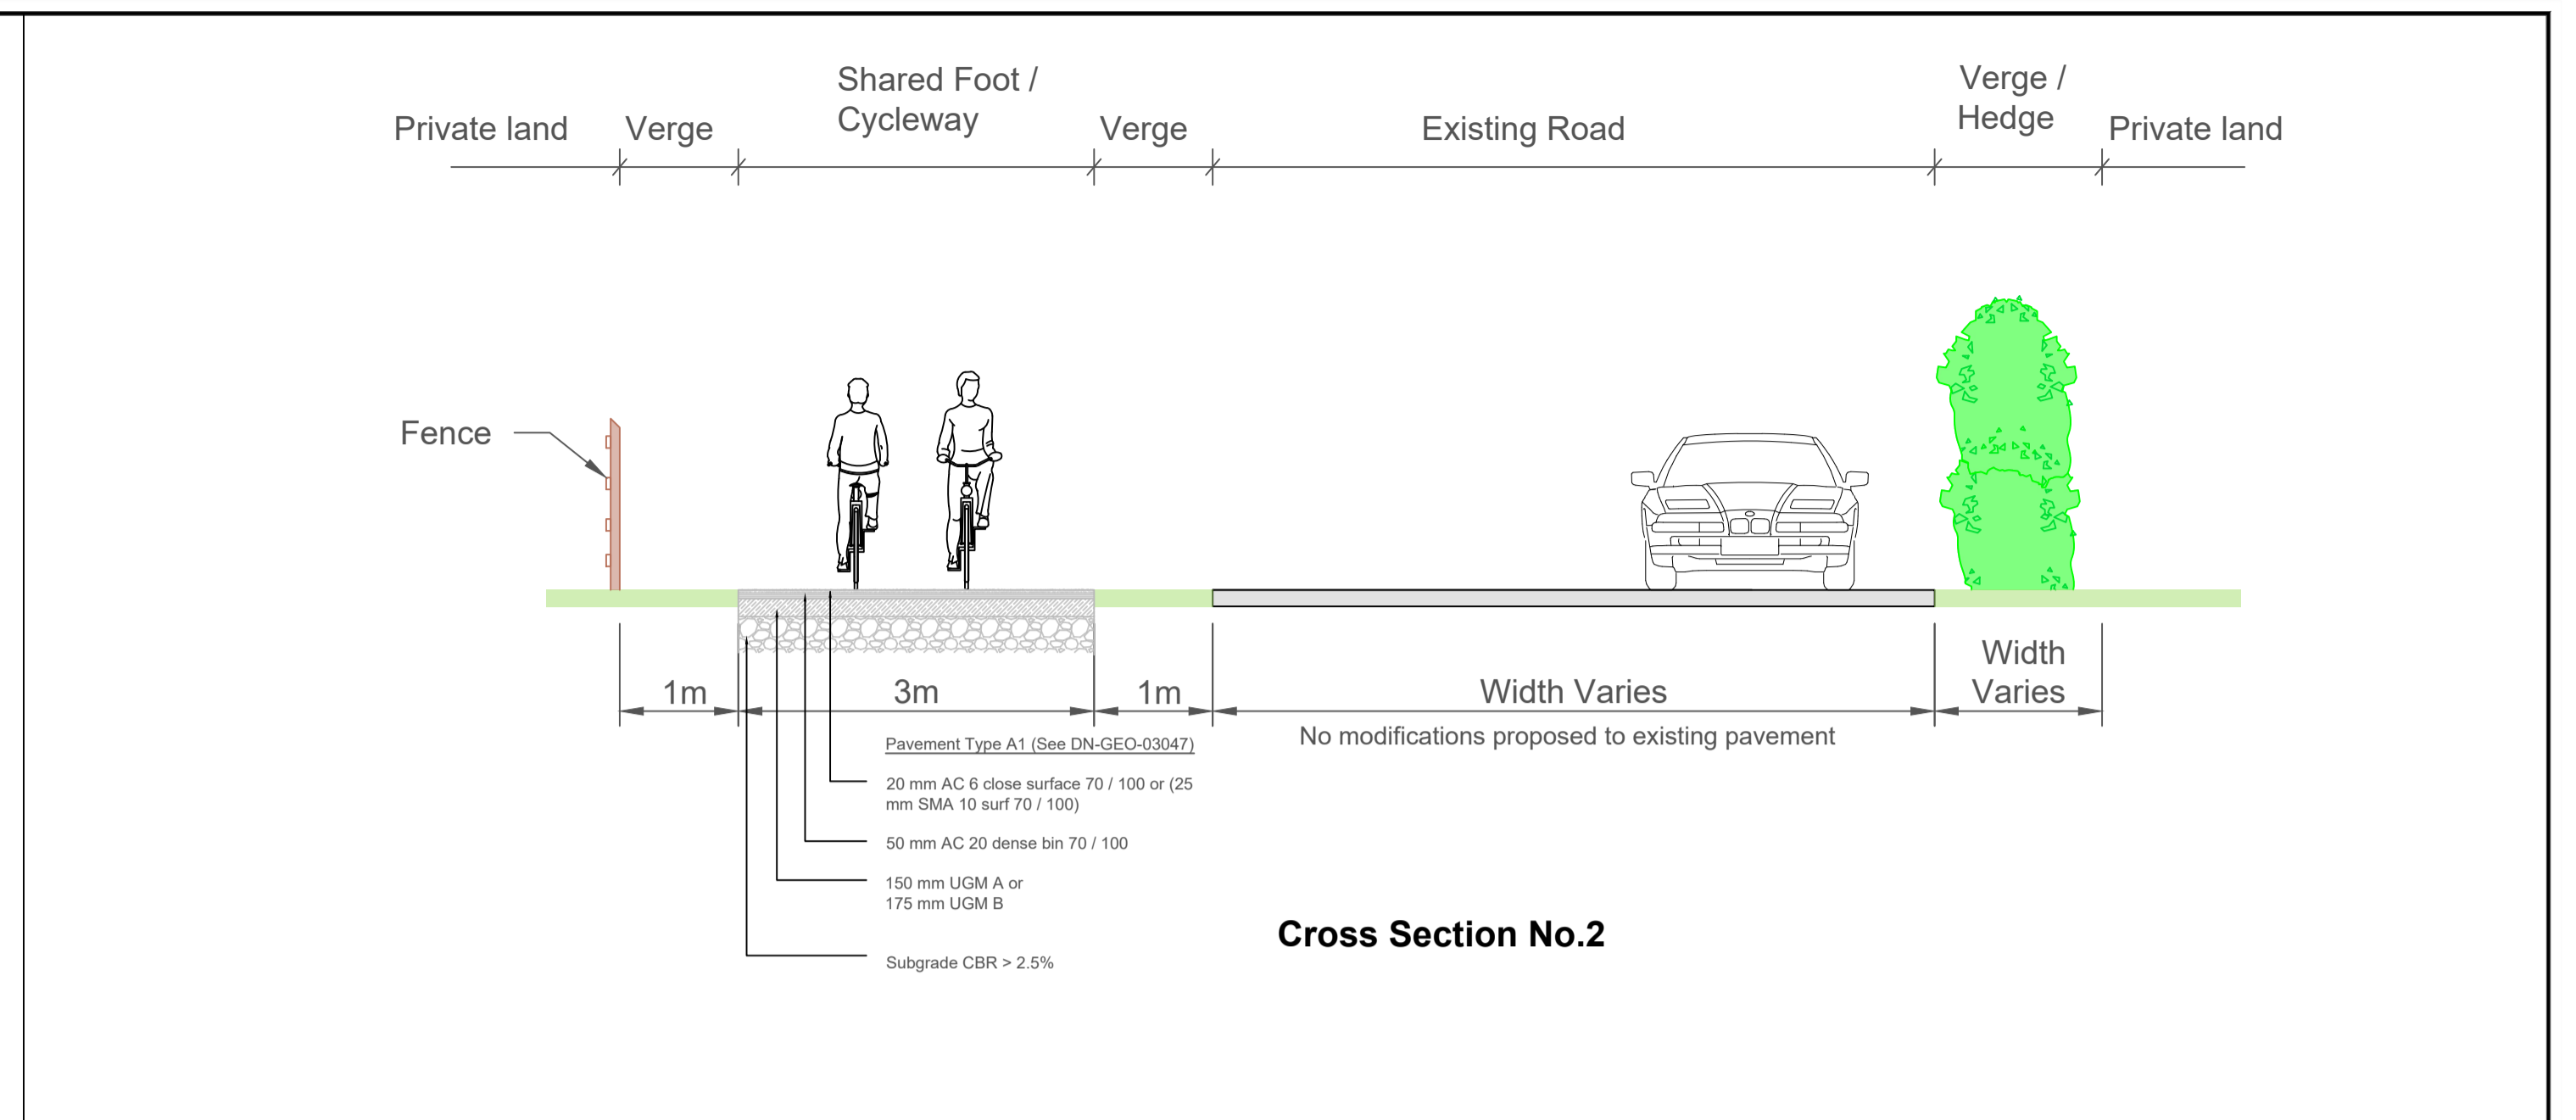 Shared Foot /
Cycleway
Verge /
Hedge
Private land
Verge
Verge
Existing Road
Private land
Fence
1m
3m
1m
Width Varies
Width
Varies
No modifications proposed to existing pavement
Pavement Type A1 (See DN-GEO-03047)
20 mm AC 6 close surface 70 / 100 or (25
mm SMA 10 surf 70 / 100)
50 mm AC 20 dense bin 70 / 100
150 mm UGM A or
175 mm UGM B
Subgrade CBR > 2.5%
Cross Section No.2